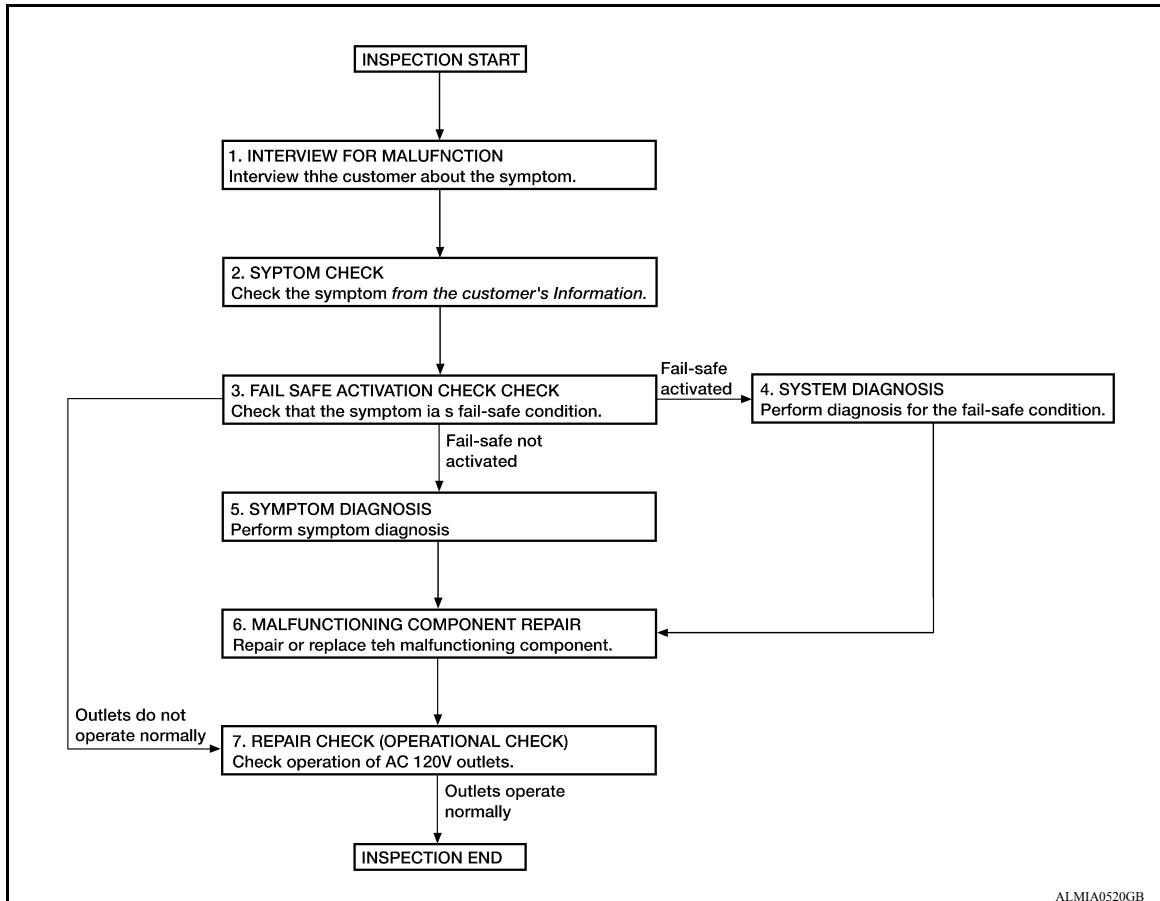 INSPECTION START
1. INTERVIEW FOR MALUFNCTION
Interview thhe customer about the symptom.
2. SYPTOM CHECK
Check the symptom from the customer's Information.
Fail-safe
activated
3. FAIL SAFE ACTIVATION CHECK CHECK
Check that the symptom ia s fail-safe condition.
4. SYSTEM DIAGNOSIS
Perform diagnosis for the fail-safe condition.
Fail-safe not
activated
5. SYMPTOM DIAGNOSIS
Perform symptom diagnosis
6. MALFUNCTIONING COMPONENT REPAIR
Repair or replace teh malfunctioning component.
Outlets do not
operate normally
7. REPAIR CHECK (OPERATIONAL CHECK)
Check operation of AC 120V outlets.
Outlets operate
normally
INSPECTION END
ALMIA0520GB